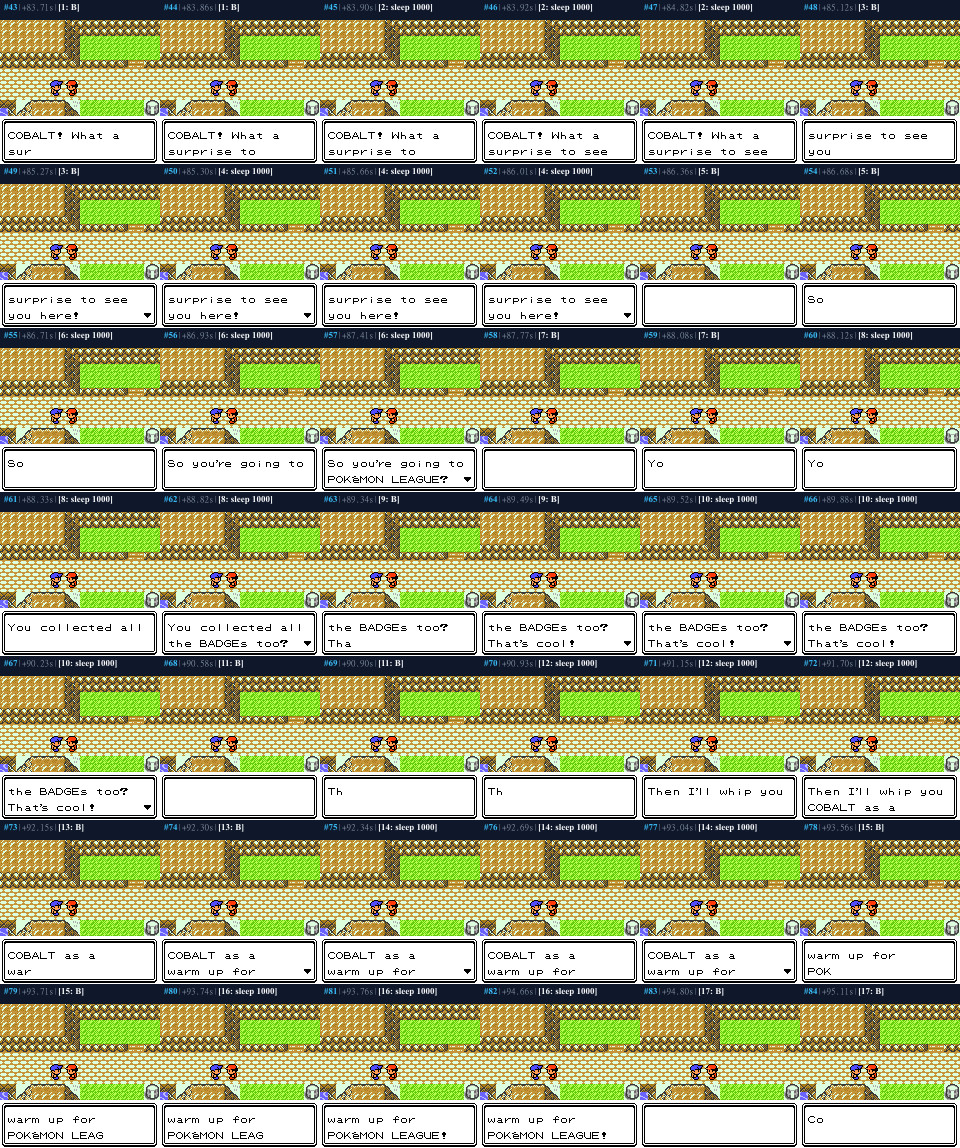 #43|+83.71s| [1: B]
COBALT! What a
sur
#44|+83.86s| [1: B]
COBALT! What a
surprise to
#45|+83.90s| [2: sleep 1000]
COBALT! What a
surprise to
#46|+83.92s| [2: sleep 1000]
COBALT! What a
surprise to see
#47|+84.82s| [2: sleep 1000]
COBALT! What a
surprise to see
#48|+85.12s| [3: B]
surprise to see
you
#49|+85.27s| [3: B]
surprise to see
you here!
#50|+85.30s| [4: sleep 1000]
surprise to see
you here!
#51|+85.66s| [4: sleep 1000]
surprise to see
you here!
#52|+86.01s| [4: sleep 1000]
surprise to see
you here!
#53|+86.36s| [5: B]
#54|+86.68s| [5: B]
So
#55|+86.71s| [6: sleep 1000]
So
#56|+86.93s| [6: sleep 1000]
So you're going to
#57|+87.41s| [6: sleep 1000]
So you're going to
POKéMON LEAGUE?
#58|+87.77s| [7: B]
#59|+88.08s| [7: B]
Yo
#60|+88.12s| [8: sleep 1000]
Yo
#61|+88.33s| [8: sleep 1000]
You collected all
#62|+88.82s| [8: sleep 1000]
You collected all
the BADGEs too?
#63|+89.34s| [9: B]
the BADGEs too?
Tha
#64|+89.49s| [9: B]
the BADGEs too?
That's cool!
#65|+89.52s| [10: sleep 1000]
the BADGEs too?
That's cool!
#66|+89.88s| [10: sleep 1000]
the BADGEs too?
That's cool!
#67|+90.23s| [10: sleep 1000]
the BADGEs too?
That's cool!
#68|+90.58s| [11: B]
#69|+90.90s| [11: B]
Th
#70|+90.93s| [12: sleep 1000]
Th
#71|+91.15s| [12: sleep 1000]
Then I'll whip you
#72|+91.70s| [12: sleep 1000]
Then I'll whip you
COBALT as a
#73|+92.15s| [13: B]
COBALT as a
war
#74|+92.30s| [13: B]
COBALT as a
warm up for
#75|+92.34s| [14: sleep 1000]
COBALT as a
warm up for
#76|+92.69s| [14: sleep 1000]
COBALT as a
warm up for
#77|+93.04s| [14: sleep 1000]
COBALT as a
warm up for
#78|+93.56s| [15: B]
warm up for
POK
#79|+93.71s| [15: B]
warm up for
POKéMON LEAG
#80|+93.74s| [16: sleep 1000]
warm up for
POKéMON LEAG
#81|+93.76s| [16: sleep 1000]
warm up for
POKéMON LEAGUE!
#82|+94.66s| [16: sleep 1000]
warm up for
POKéMON LEAGUE!
#83|+94.80s| [17: B]
#84|+95.11s| [17: B]
Co